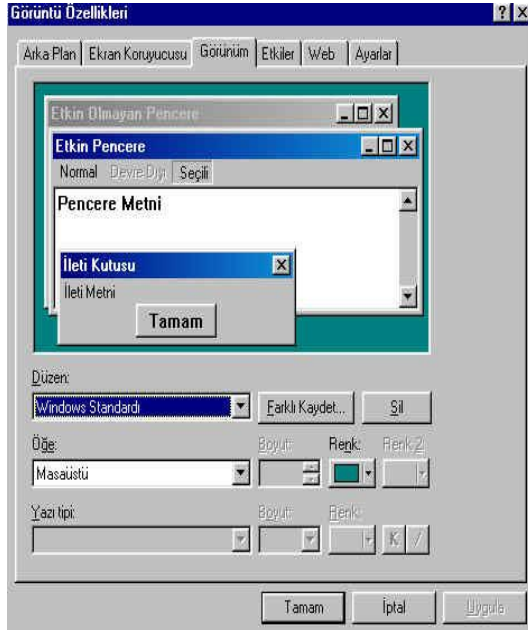 Görüntü Özellikleri
Arka Plan Ekran Koruyucusu Görünüm Etkiler Web Ayarlar
Etkin Olmayan Pencere
Etkin Pencere
Normal Devre Dışı Seçili
Pencere Metni
İleti Kutusu
İleti Metni
Tamam
Düzen:
Windows Standardı Farklı Kaydet... Sil
Öğe: Boyut: Renk: Renk 2:
Masaüstü
Yazı tipi: Boyut: Renk:
K /
Tamam İptal Uygula